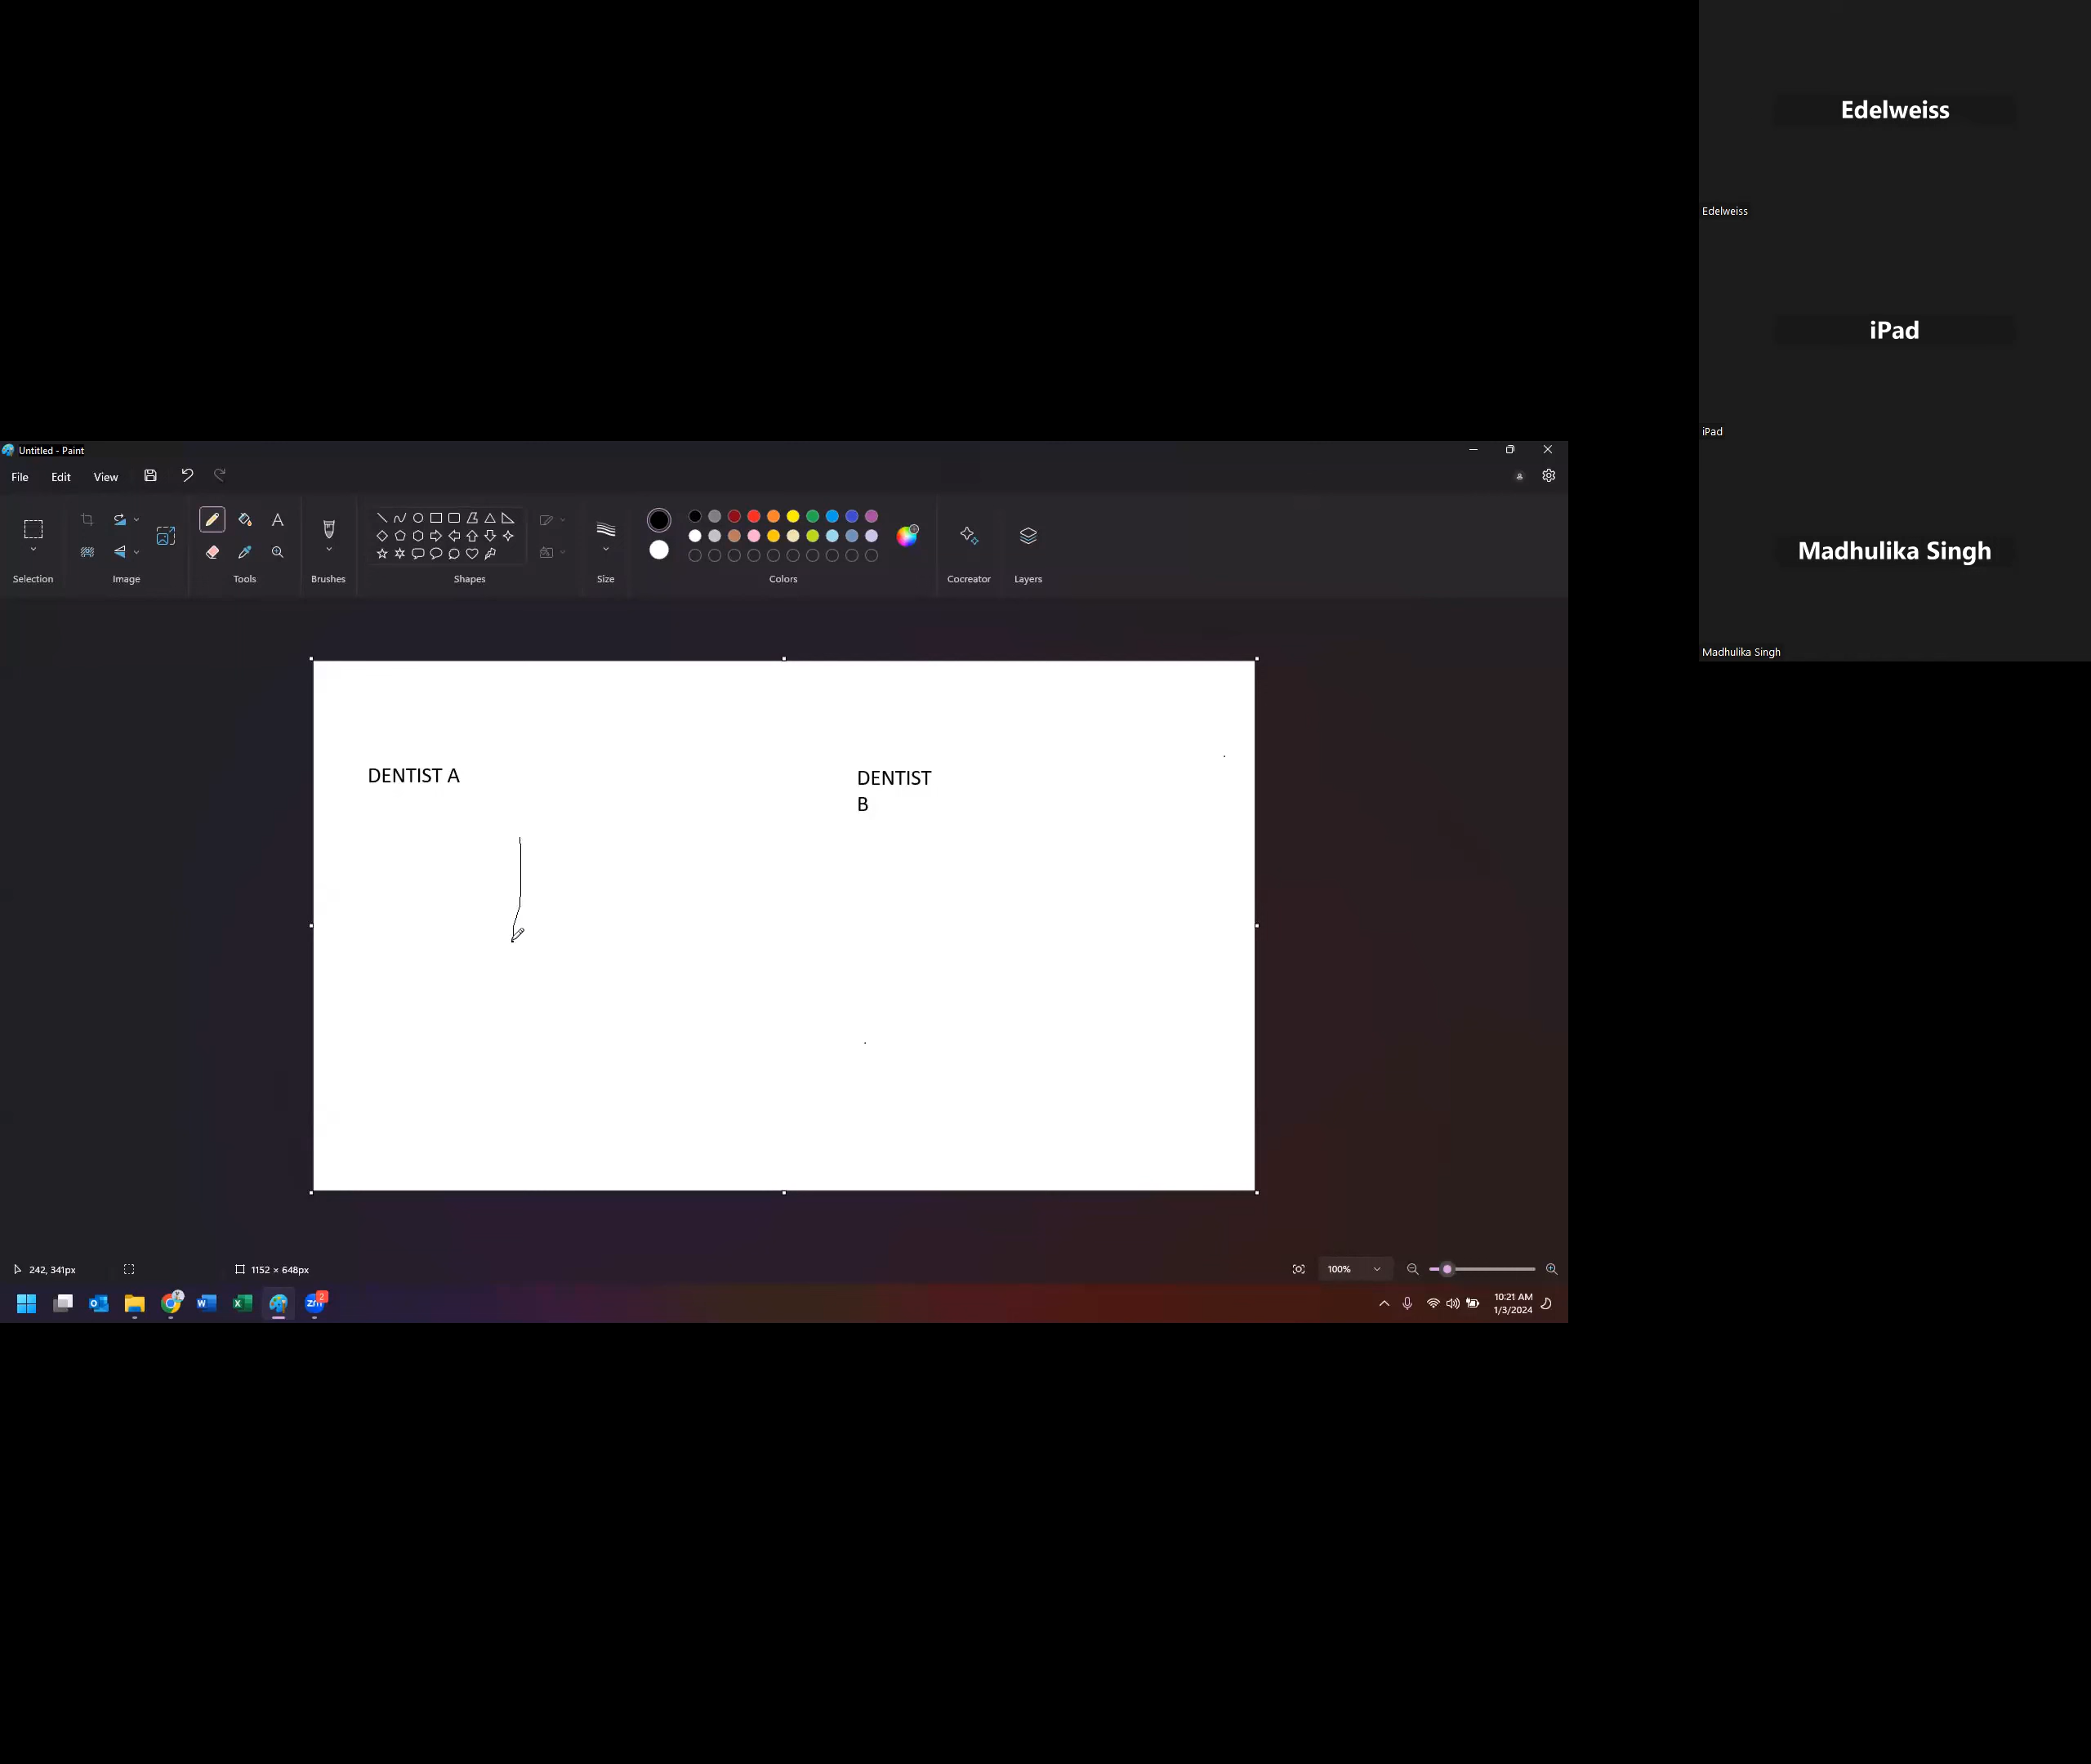 Edelweiss
Edelweiss
iPad
iPad
Madhulika Singh
Madhulika Singh
Untitled - Paint
File Edit View
Selection Image Tools Brushes Shapes Size Colors Cocreator Layers
DENTIST A
DENTIST
B
242, 341px 1152 × 648px 100%
10:21 AM
1/3/2024